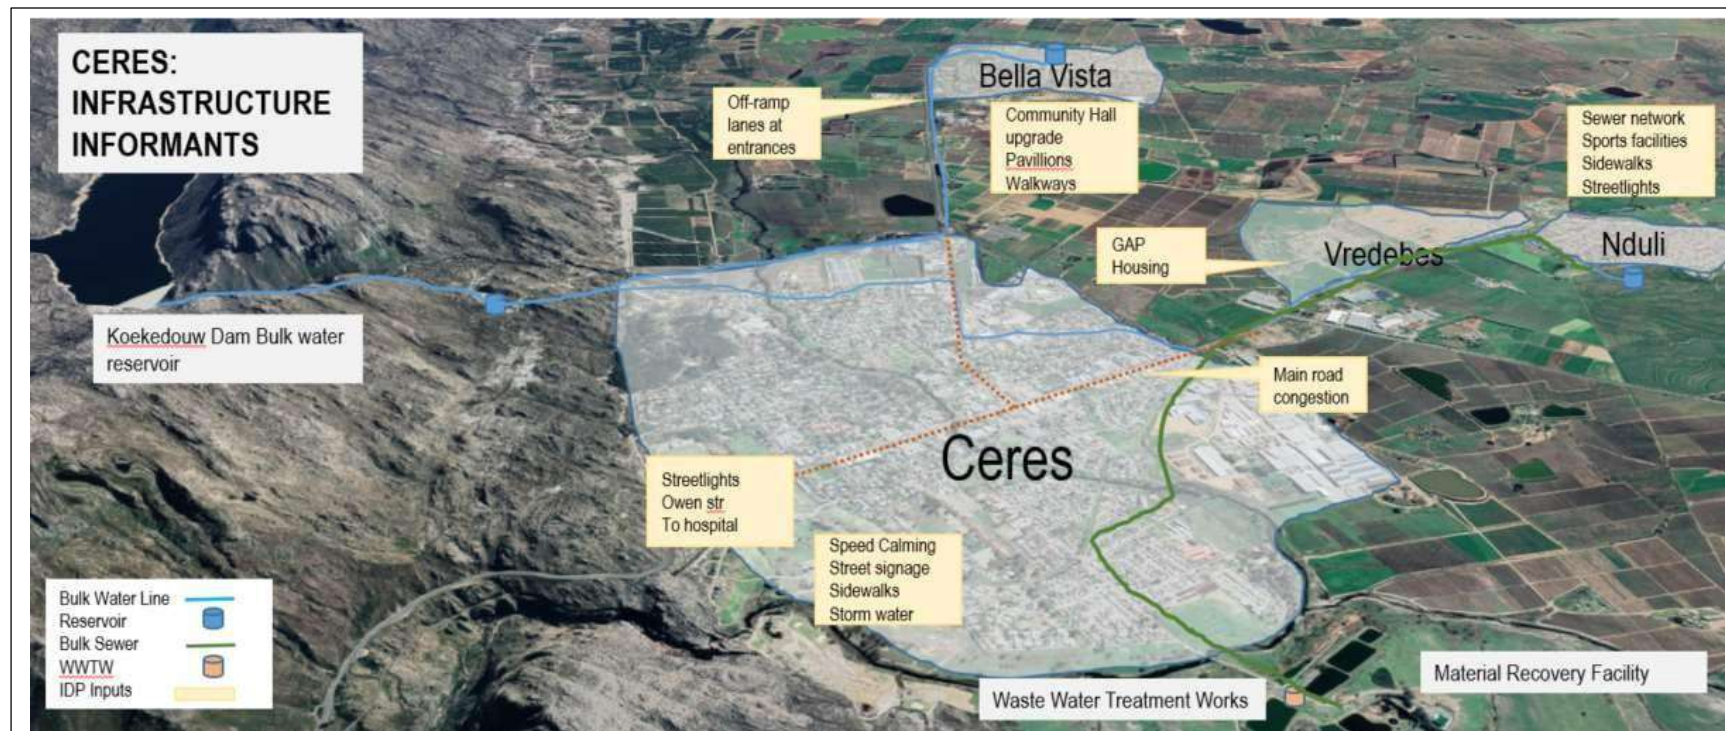 CERES:
INFRASTRUCTURE
INFORMANTS
Bella Vista
Off-ramp
lanes at
entrances
Community Hall
upgrade
Pavillions
Walkways
Sewer network
Sports facilities
Sidewalks
Streetlights
GAP
Housing
Vredebes
Nduli
Koekedouw Dam Bulk water
reservoir
Main road
congestion
Ceres
Streetlights
Owen str
To hospital
Speed Calming
Street signage
Sidewalks
Storm water
Bulk Water Line
Reservoir
Bulk Sewer
WWTW
IDP Inputs
Material Recovery Facility
Waste Water Treatment Works